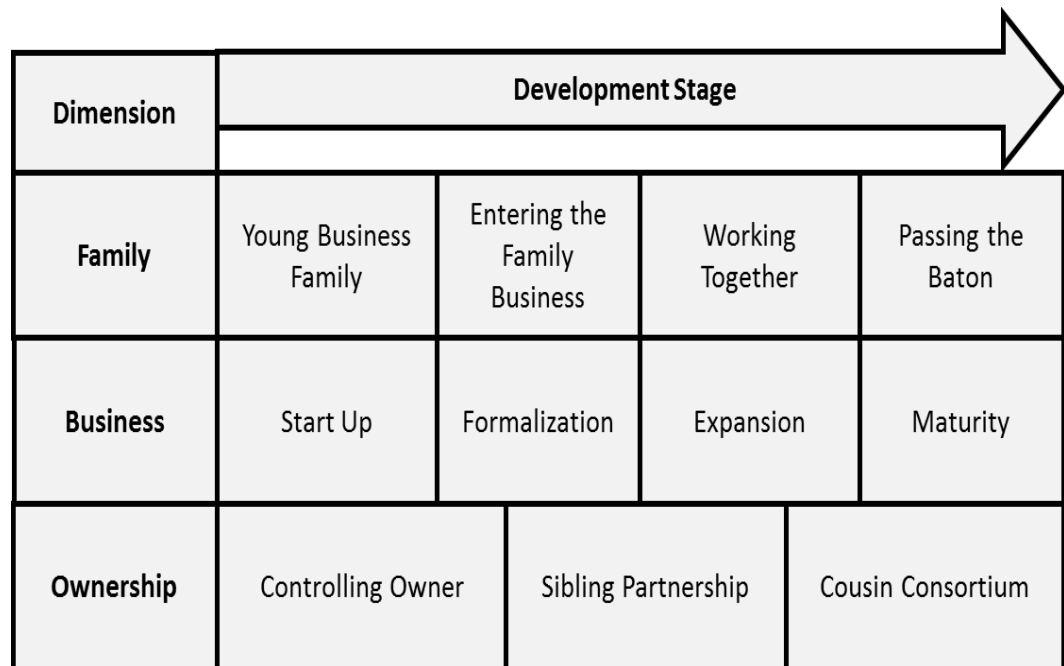 Dimension
Development Stage
Family
Young Business
Family
Entering the
Family
Business
Working
Together
Passing the
Baton
Business
Start Up
Formalization
Expansion
Maturity
Ownership
Controlling Owner
Sibling Partnership
Cousin Consortium